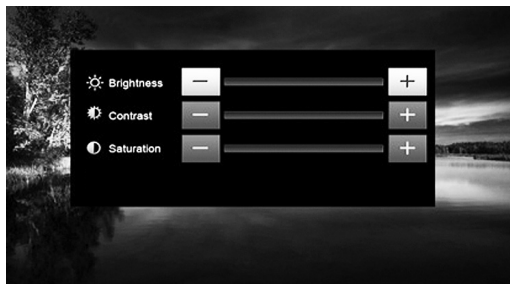 Brightness − +
Contrast − +
Saturation − +